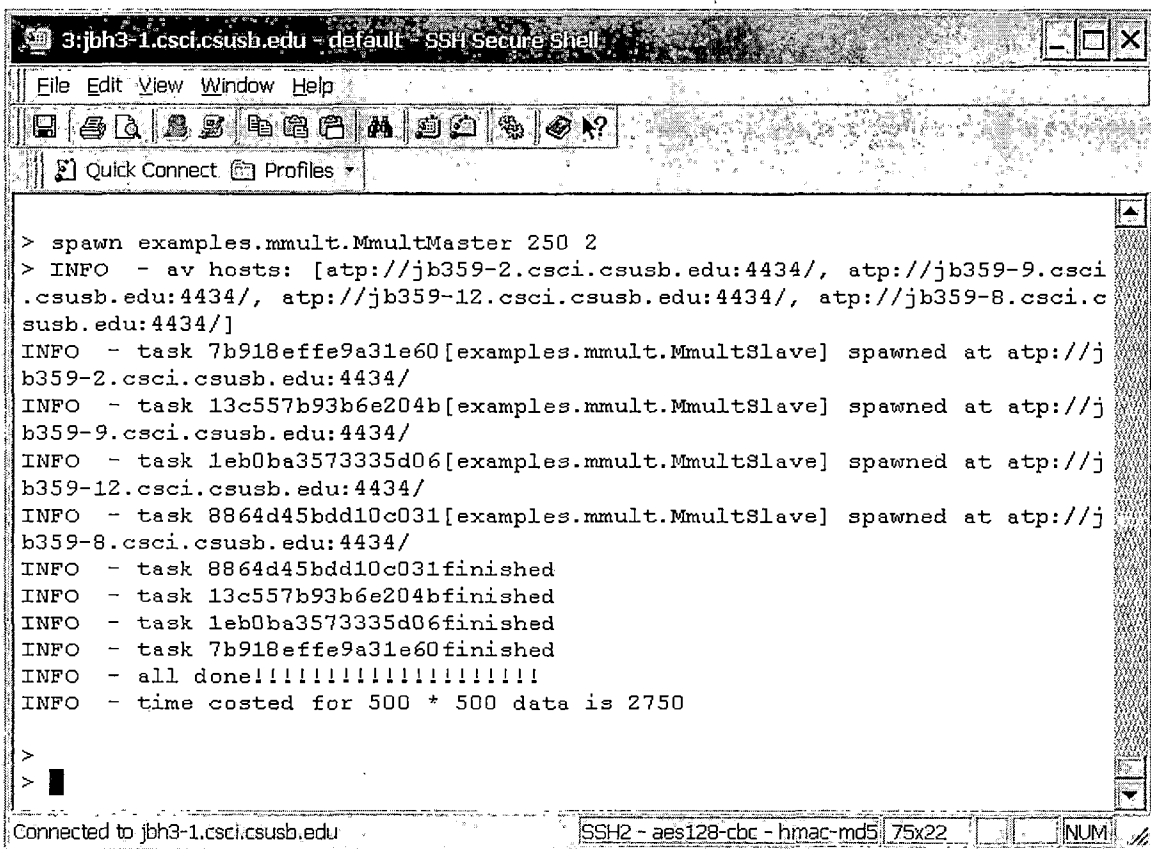 3:jbh3-1.csci.csusb.edu - default - SSH Secure Shell
File Edit View Window Help
Quick Connect Profiles
> spawn examples.mmult.MmultMaster 250 2
> INFO - av hosts: [atp://jb359-2.csci.csusb.edu:4434/, atp://jb359-9.csci
.csusb.edu:4434/, atp://jb359-12.csci.csusb.edu:4434/, atp://jb359-8.csci.c
susb.edu:4434/]
INFO - task 7b918effe9a31e60[examples.mmult.MmultSlave] spawned at atp://j
b359-2.csci.csusb.edu:4434/
INFO - task 13c557b93b6e204b[examples.mmult.MmultSlave] spawned at atp://j
b359-9.csci.csusb.edu:4434/
INFO - task 1eb0ba3573335d06[examples.mmult.MmultSlave] spawned at atp://j
b359-12.csci.csusb.edu:4434/
INFO - task 8864d45bdd10c031[examples.mmult.MmultSlave] spawned at atp://j
b359-8.csci.csusb.edu:4434/
INFO - task 8864d45bdd10c031finished
INFO - task 13c557b93b6e204bfinished
INFO - task 1eb0ba3573335d06finished
INFO - task 7b918effe9a31e60finished
INFO - all done!!!!!!!!!!!!!!!!!!!!!
INFO - time costed for 500 * 500 data is 2750
>
>
Connected to jbh3-1.csci.csusb.edu SSH2 - aes128-cbc - hmac-md5 75x22 NUM